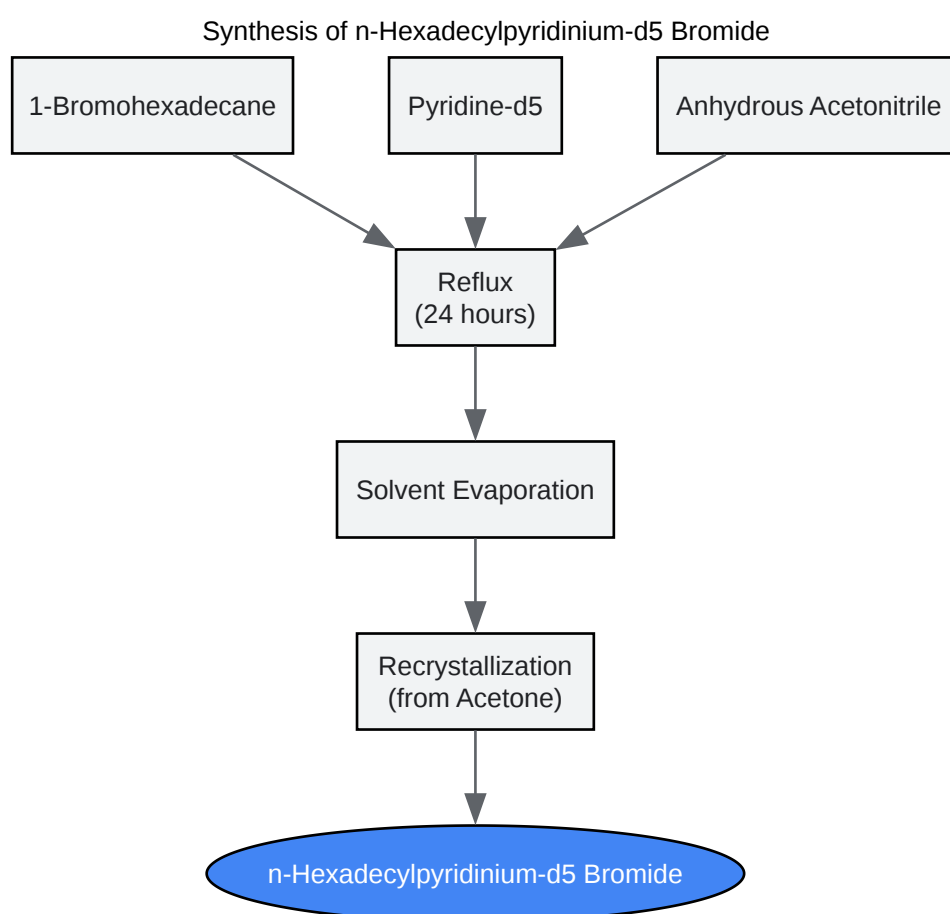 Synthesis of n-Hexadecylpyridinium-d5 Bromide
1-Bromohexadecane
Pyridine-d5
Anhydrous Acetonitrile
Reflux
(24 hours)
Solvent Evaporation
Recrystallization
(from Acetone)
n-Hexadecylpyridinium-d5 Bromide